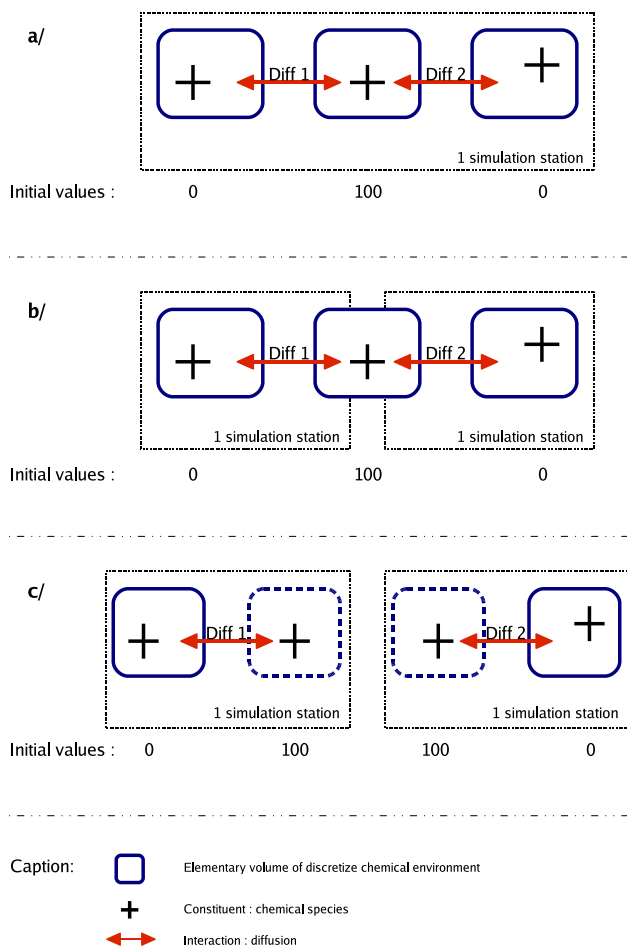 a/
Diff 1 Diff 2
1 simulation station
Initial values : 0 100 0
b/
Diff 1 Diff 2
1 simulation station 1 simulation station
Initial values : 0 100 0
c/
Diff 1 Diff 2
1 simulation station 1 simulation station
Initial values : 0 100 100 0
Caption: Elementary volume of discretize chemical environment
Constituent : chemical species
Interaction : diffusion